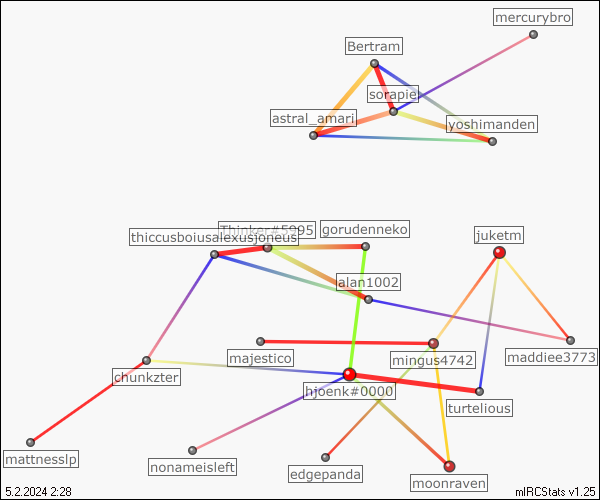 mercurybro
Bertram
sorapie
astral_amari
yoshimanden
Thinker#5995
gorudenneko
thiccusboiusalexusjoneus
juketm
alan1002
majestico
mingus4742
maddiee3773
chunkzter
hjoenk#0000
turtelious
mattnesslp
nonameisleft
edgepanda
moonraven
5.2.2024 2:28
mIRCStats v1.25